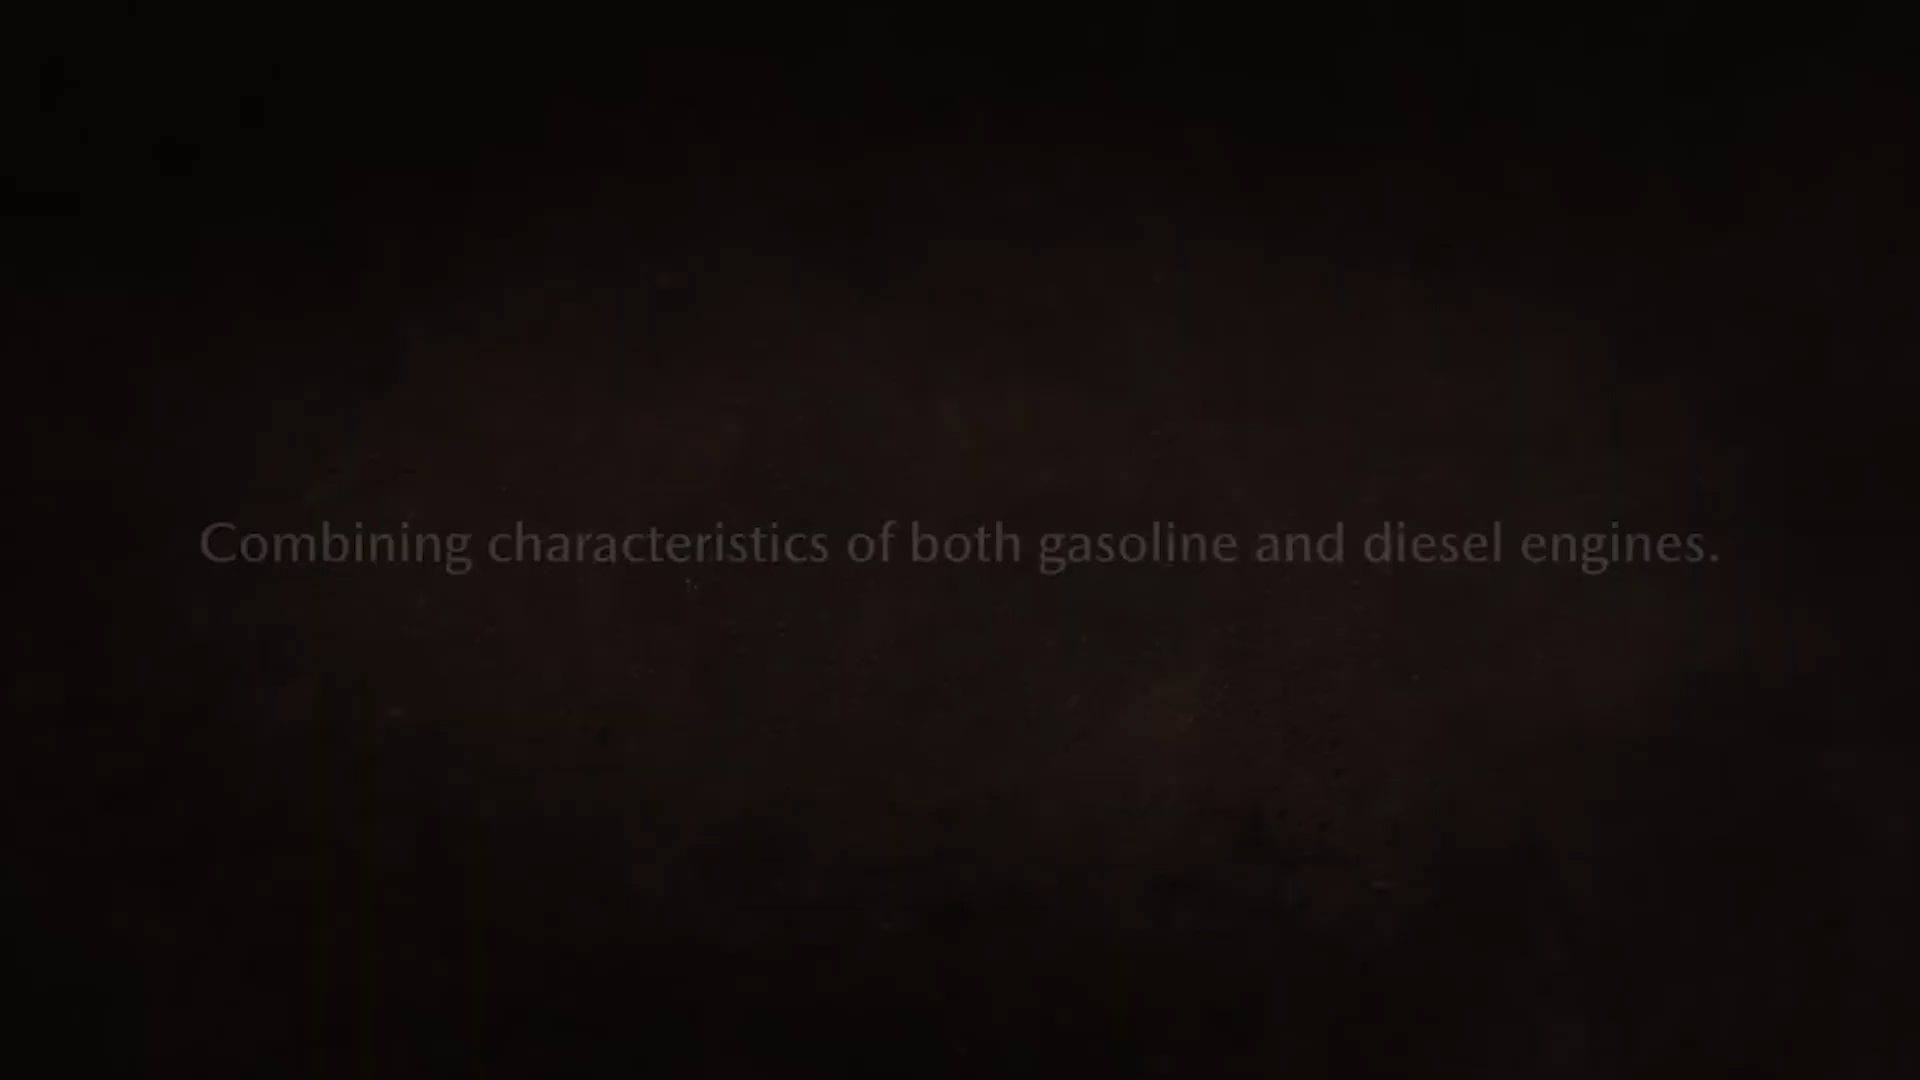 Combining characteristics of both gasoline and diesel engines.